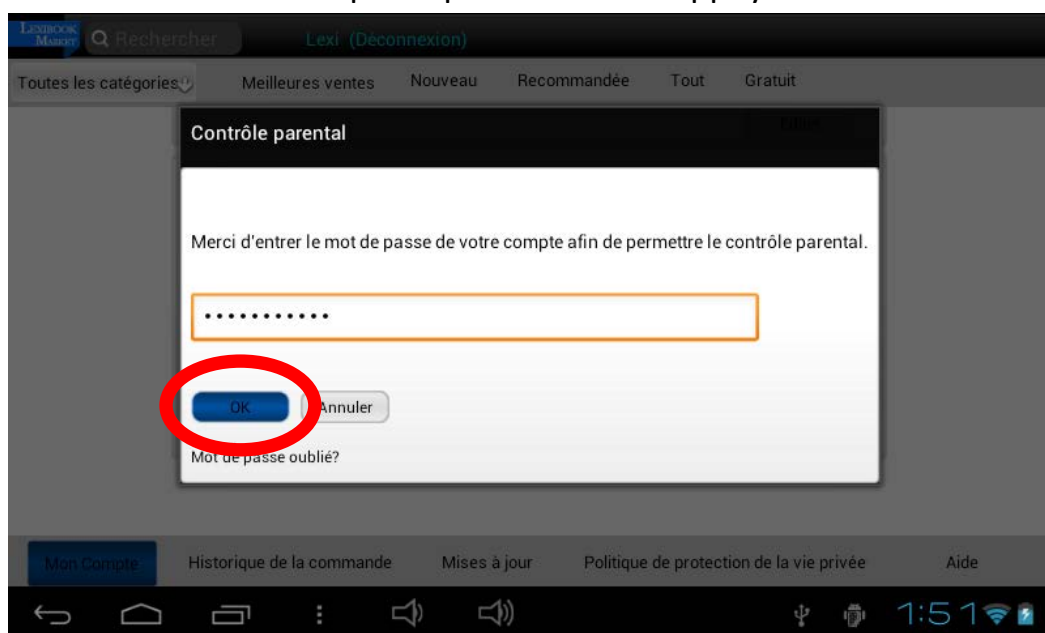 LEXIBOOK
MARKET
Rechercher
Lexi (Déconnexion)
Toutes les catégories
Meilleures ventes
Nouveau
Recommandée
Tout
Gratuit
Contrôle parental
Merci d'entrer le mot de passe de votre compte afin de permettre le contrôle parental.
•••••••••••
OK
Annuler
Mot de passe oublié?
Mon Compte
Historique de la commande
Mises à jour
Politique de protection de la vie privée
Aide
1:51